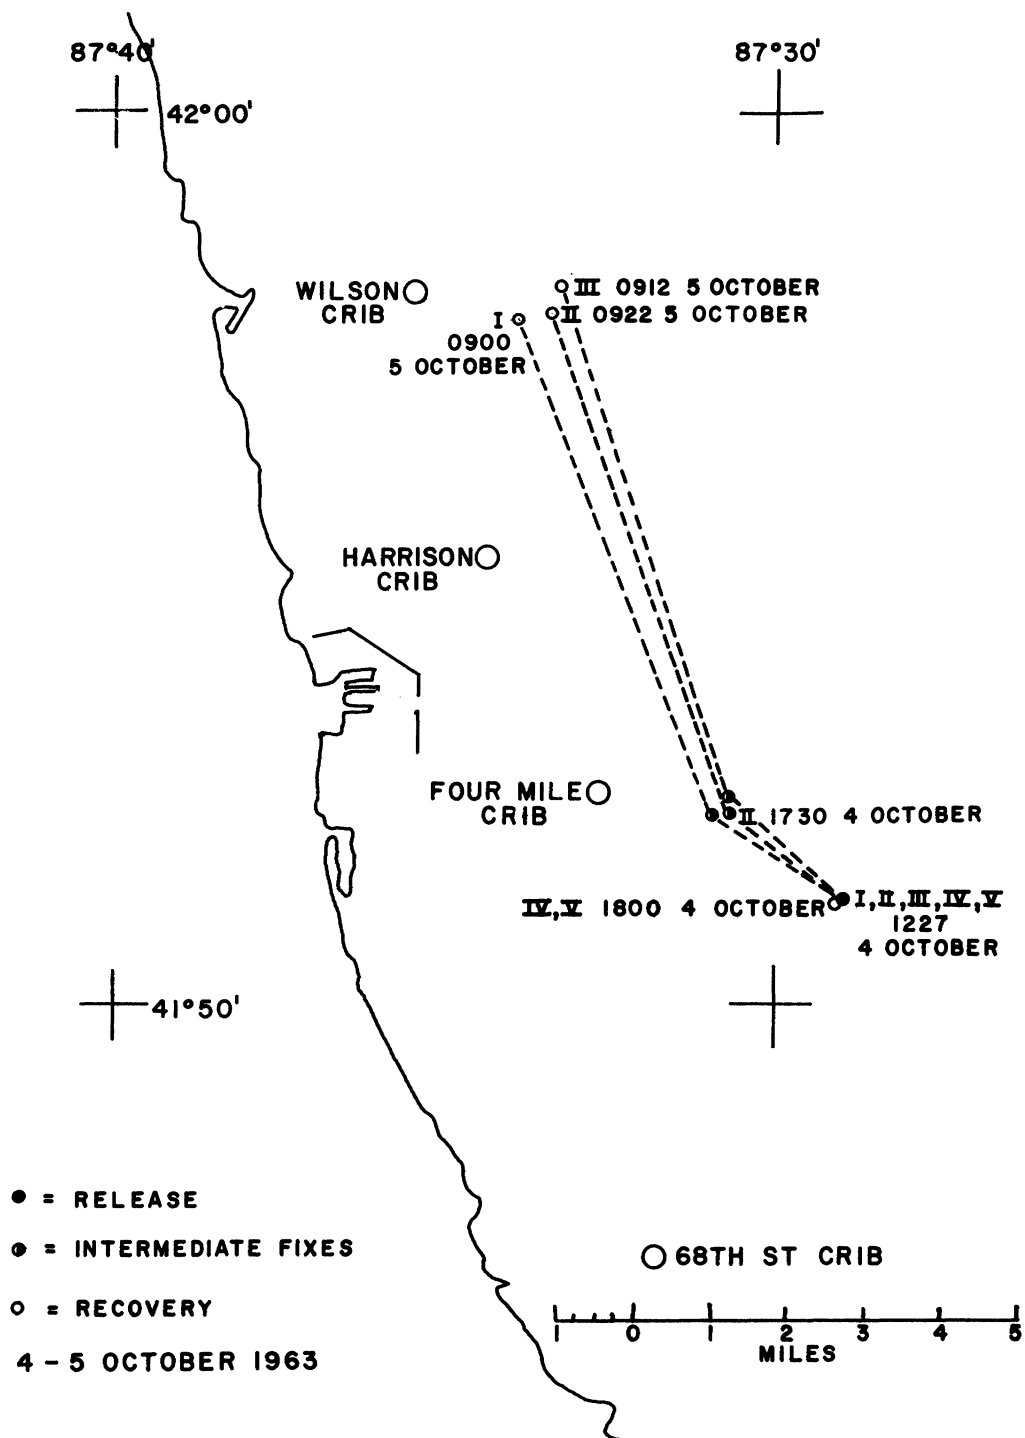 87°40'
87°30'
42°00'
WILSON
CRIB
III 0912 5 OCTOBER
II 0922 5 OCTOBER
I
0900
5 OCTOBER
HARRISON
CRIB
FOUR MILE
CRIB
II 1730 4 OCTOBER
IV,V 1800 4 OCTOBER
I,II,III,IV,V
1227
4 OCTOBER
41°50'
● = RELEASE
◐ = INTERMEDIATE FIXES
○ = RECOVERY
4 – 5 OCTOBER 1963
68TH ST CRIB
1 0 1 2 3 4 5
MILES